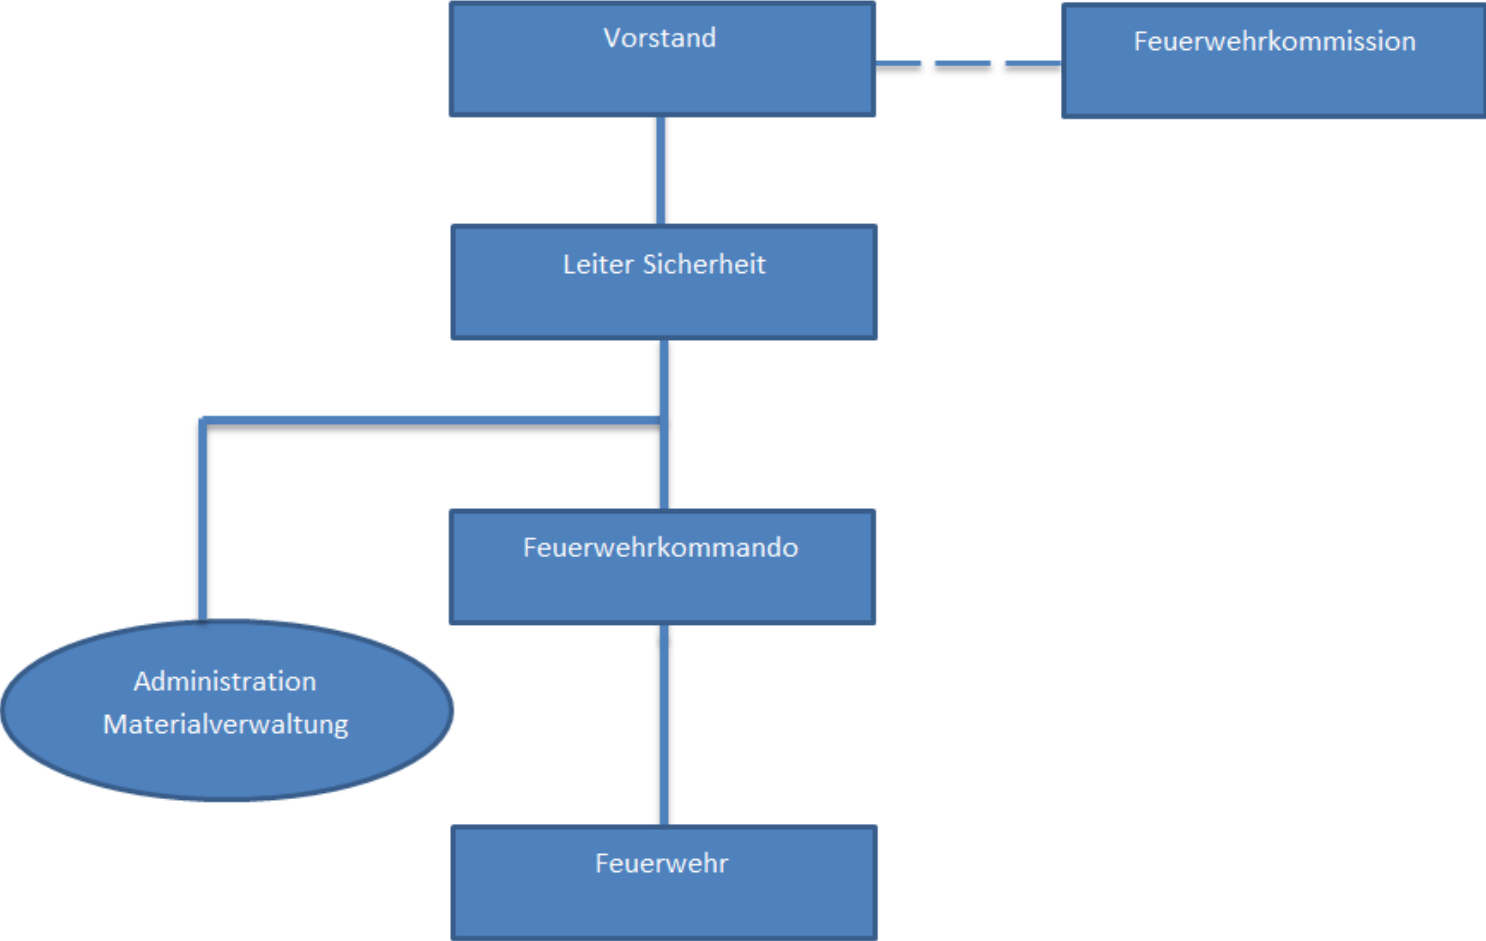 Vorstand
Feuerwehrkommission
Leiter Sicherheit
Feuerwehrkommando
Administration
Materialverwaltung
Feuerwehr